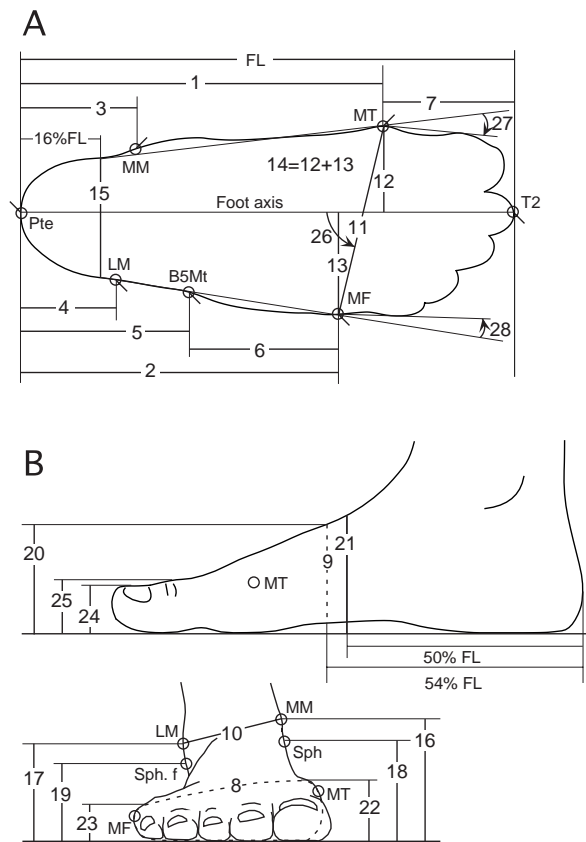 A
FL
1
3
7
MT
27
16%FL
MM
14=12+13
12
15
Foot axis
T2
Pte
26
11
LM
B5Mt
13
MF
4
28
5
6
2
B
20
21
9
25
MT
24
50% FL
54% FL
MM
LM
10
16
Sph
17
Sph. f
18
19
8
MT
22
23
MF